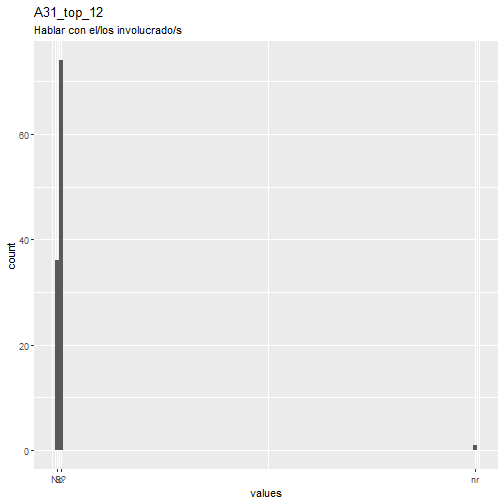 A31_top_12
Hablar con el/los involucrado/s
60
40
20
0
nr
values
count